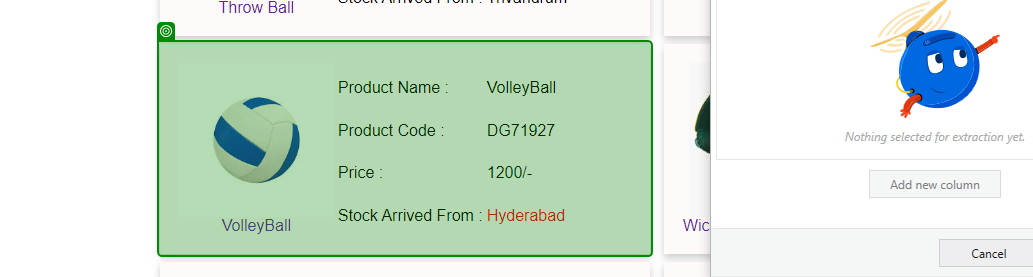 Throw Ball
Stock Arrived From : Trivandrum
Product Name : VolleyBall
Product Code : DG71927
Price : 1200/-
Stock Arrived From : Hyderabad
VolleyBall
Wic
Nothing selected for extraction yet.
Add new column
Cancel